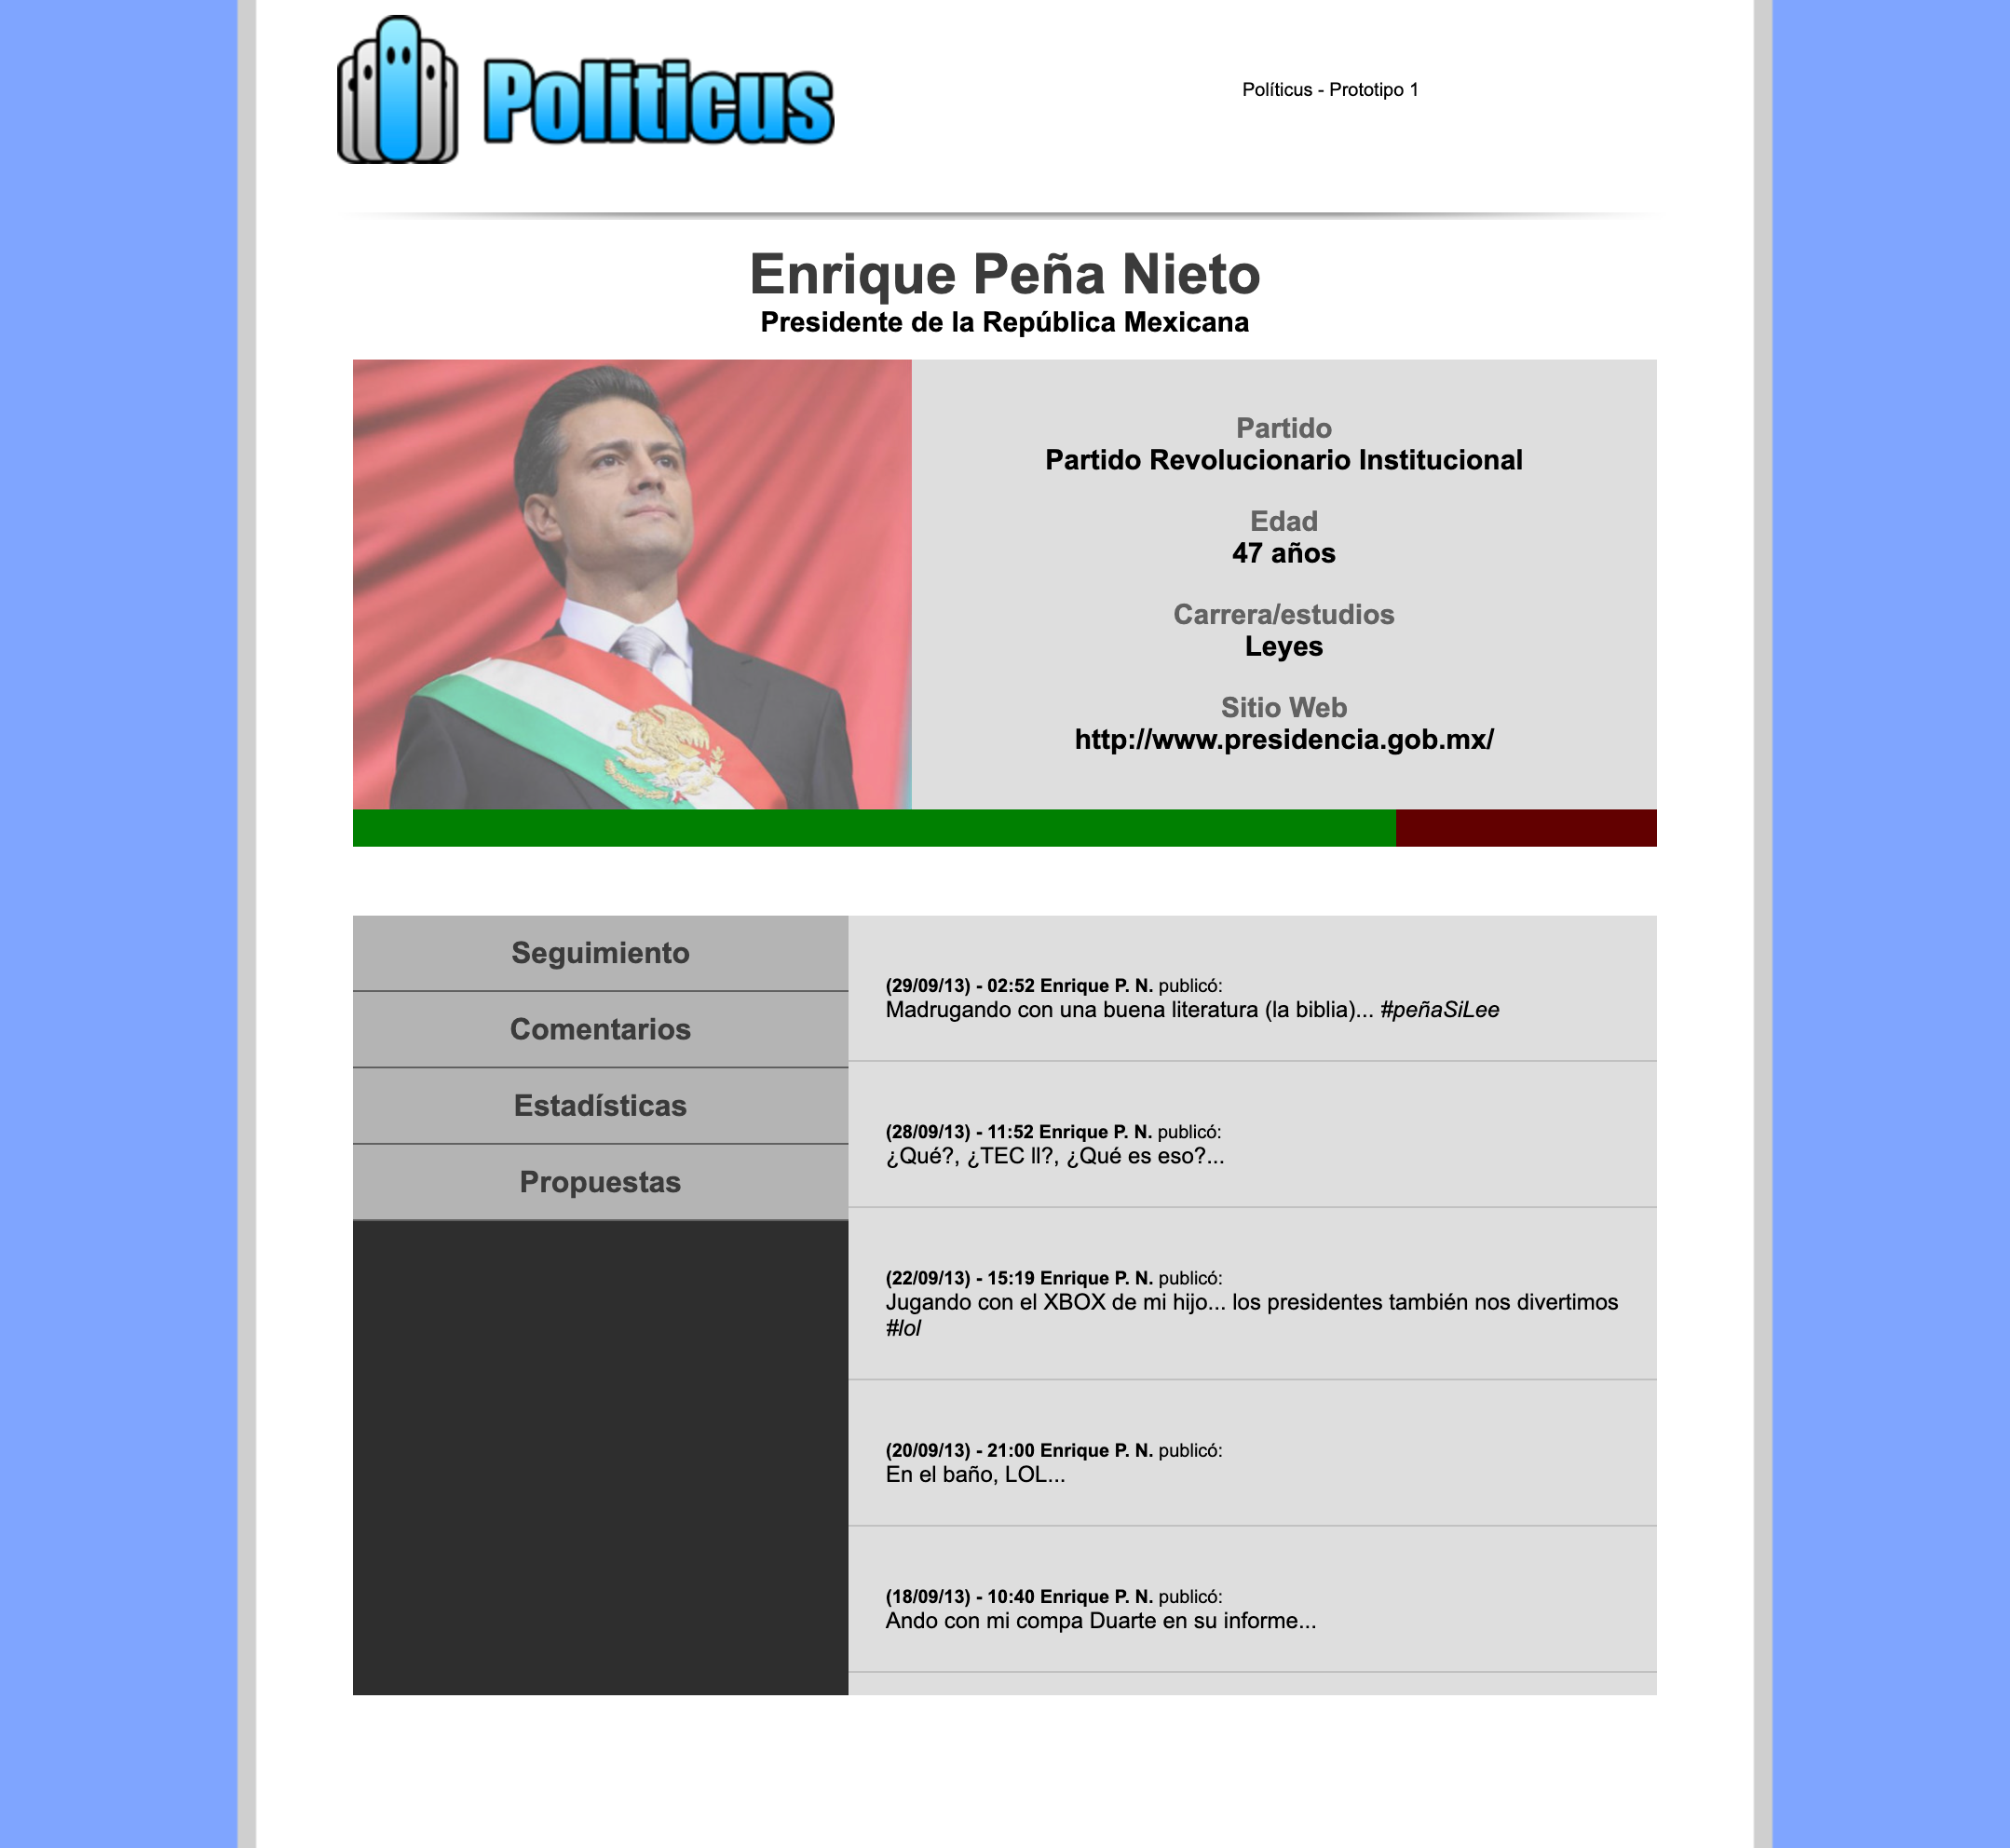 Politicus
Políticus - Prototipo 1
Enrique Peña Nieto
Presidente de la República Mexicana
Partido
Partido Revolucionario Institucional
Edad
47 años
Carrera/estudios
Leyes
Sitio Web
http://www.presidencia.gob.mx/
Seguimiento
Comentarios
Estadísticas
Propuestas
(29/09/13) - 02:52 Enrique P. N. publicó:
Madrugando con una buena literatura (la biblia)... #peñaSiLee
(28/09/13) - 11:52 Enrique P. N. publicó:
¿Qué?, ¿TEC II?, ¿Qué es eso?...
(22/09/13) - 15:19 Enrique P. N. publicó:
Jugando con el XBOX de mi hijo... los presidentes también nos divertimos
#lol
(20/09/13) - 21:00 Enrique P. N. publicó:
En el baño, LOL...
(18/09/13) - 10:40 Enrique P. N. publicó:
Ando con mi compa Duarte en su informe...